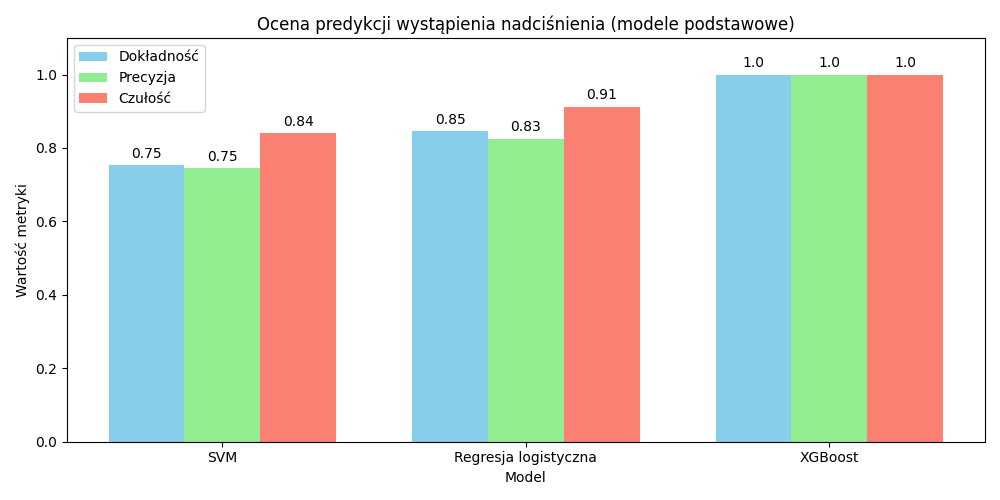 Ocena predykcji wystąpienia nadciśnienia (modele podstawowe)
Dokładność
Precyzja
Czułość
1.0 1.0 1.0
0.91
0.85
0.83
0.84
0.75 0.75
1.0
0.8
0.6
0.4
0.2
0.0
Wartość metryki
SVM Regresja logistyczna XGBoost
Model